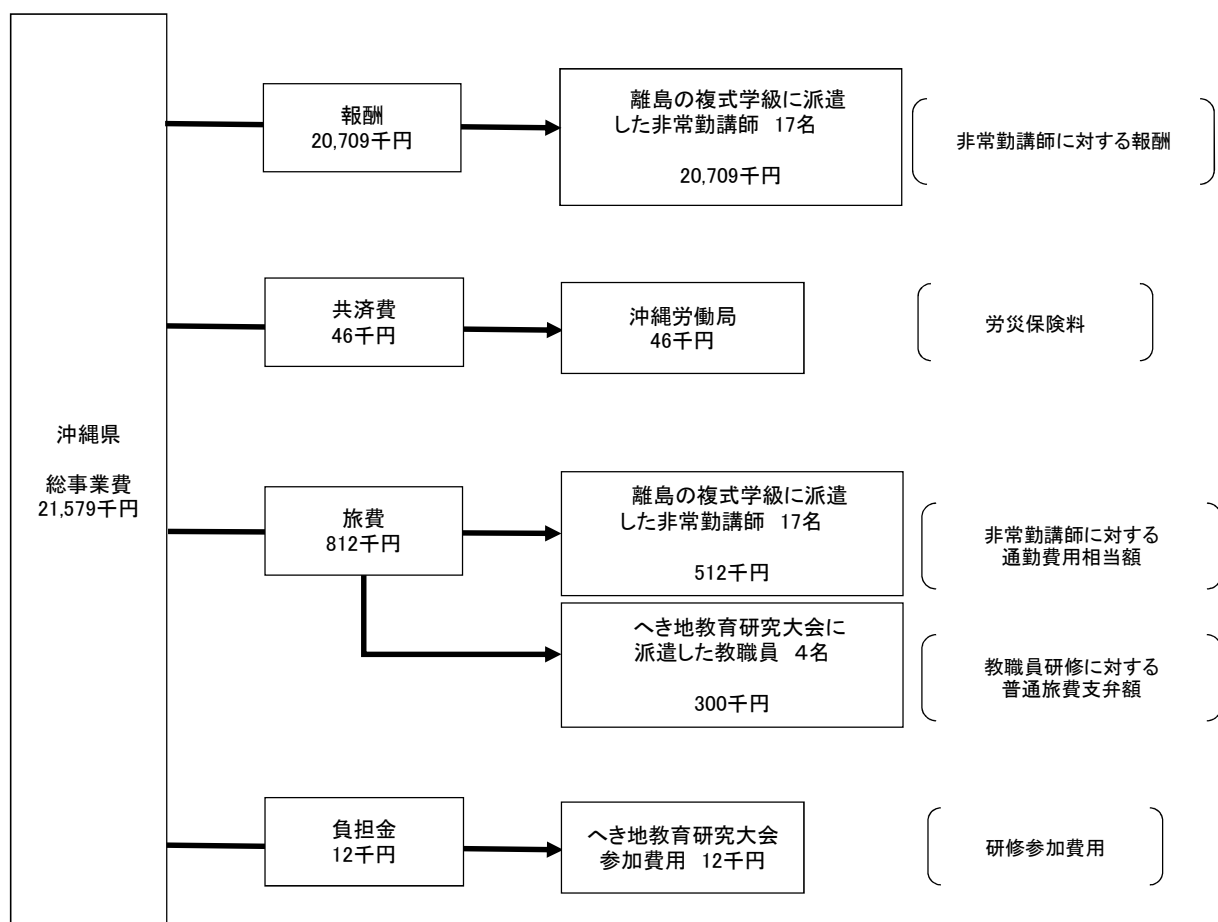 沖縄県
総事業費
21,579千円
報酬
20,709千円
離島の複式学級に派遣
した非常勤講師 17名
20,709千円
非常勤講師に対する報酬
共済費
46千円
沖縄労働局
46千円
労災保険料
旅費
812千円
離島の複式学級に派遣
した非常勤講師 17名
512千円
非常勤講師に対する
通勤費用相当額
へき地教育研究大会に
派遣した教職員 4名
300千円
教職員研修に対する
普通旅費支弁額
負担金
12千円
へき地教育研究大会
参加費用 12千円
研修参加費用